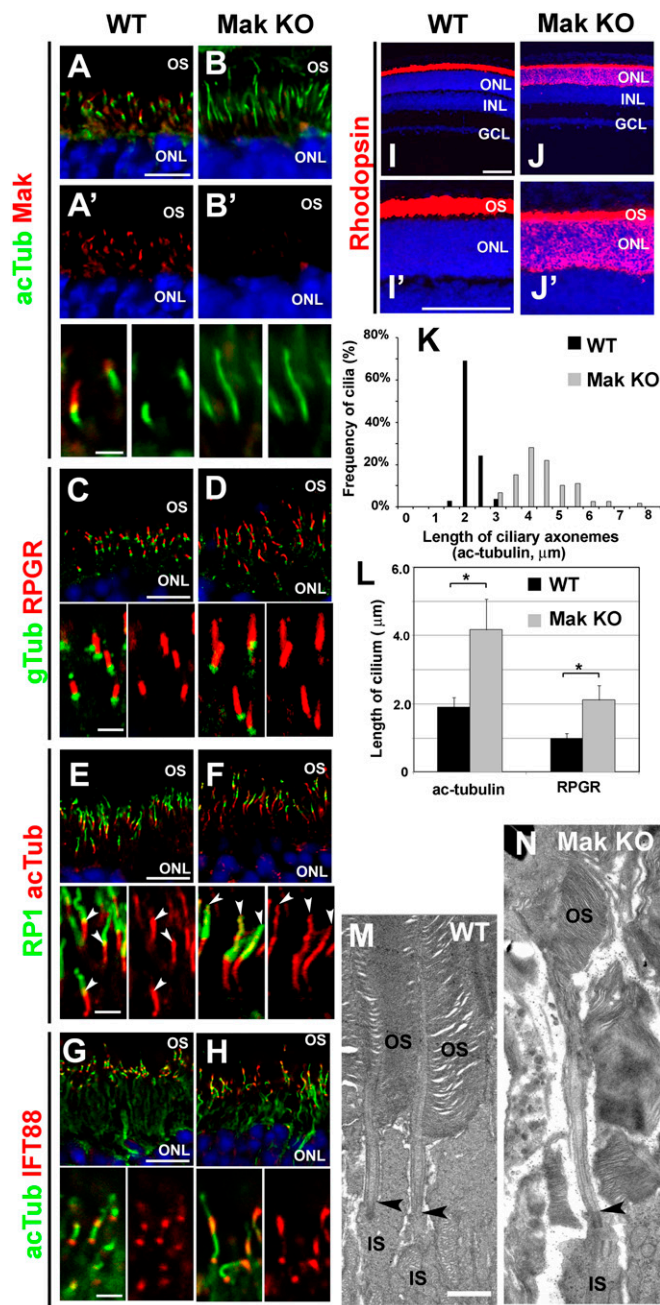 WT Mak KO
acTub Mak
A OS ONL
B OS ONL
A' OS ONL
B' OS ONL
gTub RPGR
C OS ONL
D OS ONL
RP1 acTub
E OS ONL
F OS ONL
acTub IFT88
G OS ONL
H OS ONL
Rhodopsin
I ONL INL GCL
J ONL INL GCL
I' OS ONL
J' OS ONL
K
WT
Mak KO
Frequency of cilia (%)
80%
60%
40%
20%
0%
0 1 2 3 4 5 6 7 8
Length of ciliary axonemes
(ac-tubulin, μm)
L
WT
Mak KO
* *
Length of cilium ( μm)
6.0
4.0
2.0
0
ac-tubulin RPGR
M WT
OS OS
IS IS
N Mak KO
OS
IS